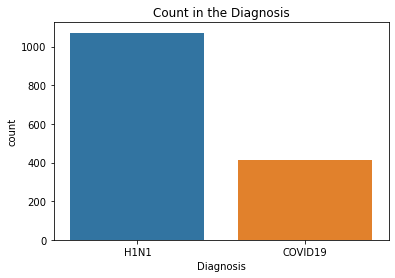 Count in the Diagnosis
1000
800
600
400
200
0
count
H1N1
COVID19
Diagnosis